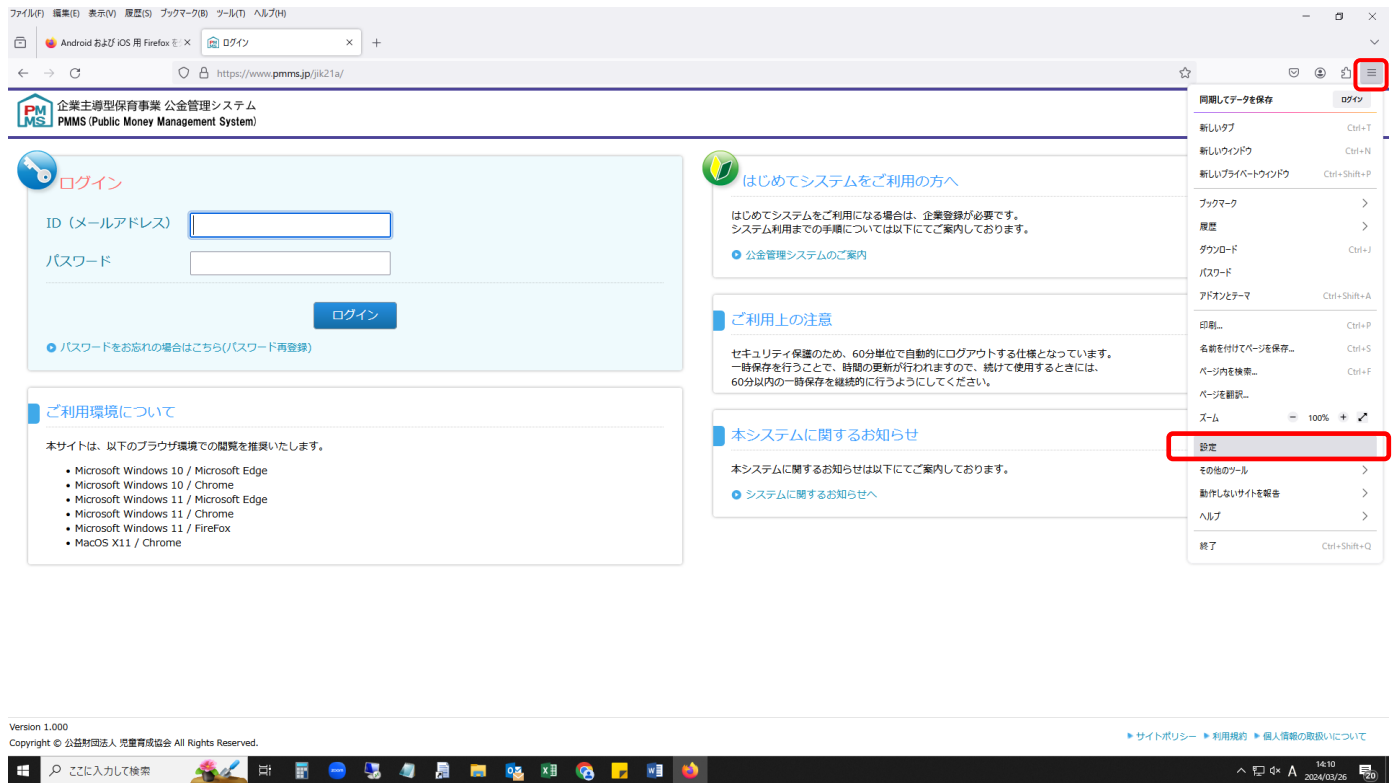 ファイル(F) 編集(E) 表示(V) 履歴(S) ブックマーク(B) ツール(T) ヘルプ(H)
Android および iOS 用 Firefox を
ログイン
https://www.pmms.jp/jik21a/
PM
MS
企業主導型保育事業 公金管理システム
PMMS (Public Money Management System)
ログイン
ID（メールアドレス）
パスワード
ログイン
パスワードをお忘れの場合はこちら(パスワード再登録)
ご利用環境について
本サイトは、以下のブラウザ環境での閲覧を推奨いたします。
• Microsoft Windows 10 / Microsoft Edge
• Microsoft Windows 10 / Chrome
• Microsoft Windows 11 / Microsoft Edge
• Microsoft Windows 11 / Chrome
• Microsoft Windows 11 / FireFox
• MacOS X11 / Chrome
はじめてシステムをご利用の方へ
はじめてシステムをご利用になる場合は、企業登録が必要です。
システム利用までの手順については以下にてご案内しております。
公金管理システムのご案内
ご利用上の注意
セキュリティ保護のため、60分単位で自動的にログアウトする仕様となっています。
一時保存を行うことで、時間の更新が行われますので、続けて使用するときには、
60分以内の一時保存を継続的に行うようにしてください。
本システムに関するお知らせ
本システムに関するお知らせは以下にてご案内しております。
システムに関するお知らせへ
同期してデータを保存 ログイン
新しいタブ Ctrl+T
新しいウィンドウ Ctrl+N
新しいプライベートウィンドウ Ctrl+Shift+P
ブックマーク
履歴
ダウンロード Ctrl+J
パスワード
アドオンとテーマ Ctrl+Shift+A
印刷... Ctrl+P
名前を付けてページを保存... Ctrl+S
ページ内を検索... Ctrl+F
ページを翻訳...
ズーム － 100% ＋
設定
その他のツール
動作しないサイトを報告
ヘルプ
終了 Ctrl+Shift+Q
Version 1.000
Copyright © 公益財団法人 児童育成協会 All Rights Reserved.
サイトポリシー 利用規約 個人情報の取扱いについて
ここに入力して検索
zoom
A
14:10
2024/03/26
20